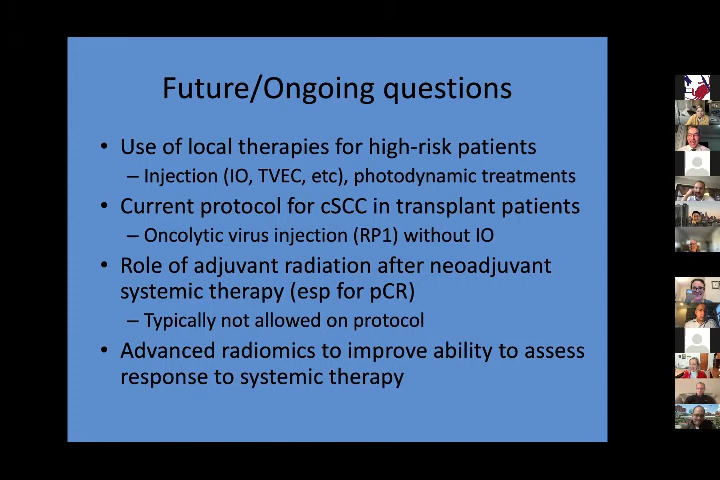 Future/Ongoing questions
• Use of local therapies for high-risk patients
– Injection (IO, TVEC, etc), photodynamic treatments
• Current protocol for cSCC in transplant patients
– Oncolytic virus injection (RP1) without IO
• Role of adjuvant radiation after neoadjuvant
systemic therapy (esp for pCR)
– Typically not allowed on protocol
• Advanced radiomics to improve ability to assess
response to systemic therapy